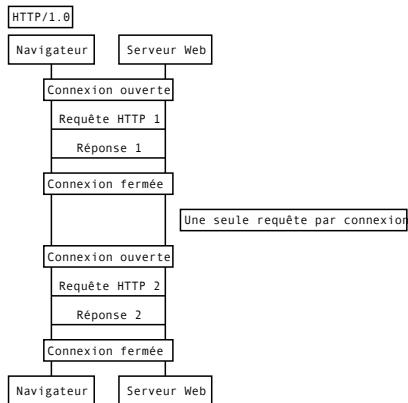 HTTP/1.0
Navigateur
Serveur Web
Connexion ouverte
Requête HTTP 1
Réponse 1
Connexion fermée
Une seule requête par connexion
Connexion ouverte
Requête HTTP 2
Réponse 2
Connexion fermée
Navigateur
Serveur Web